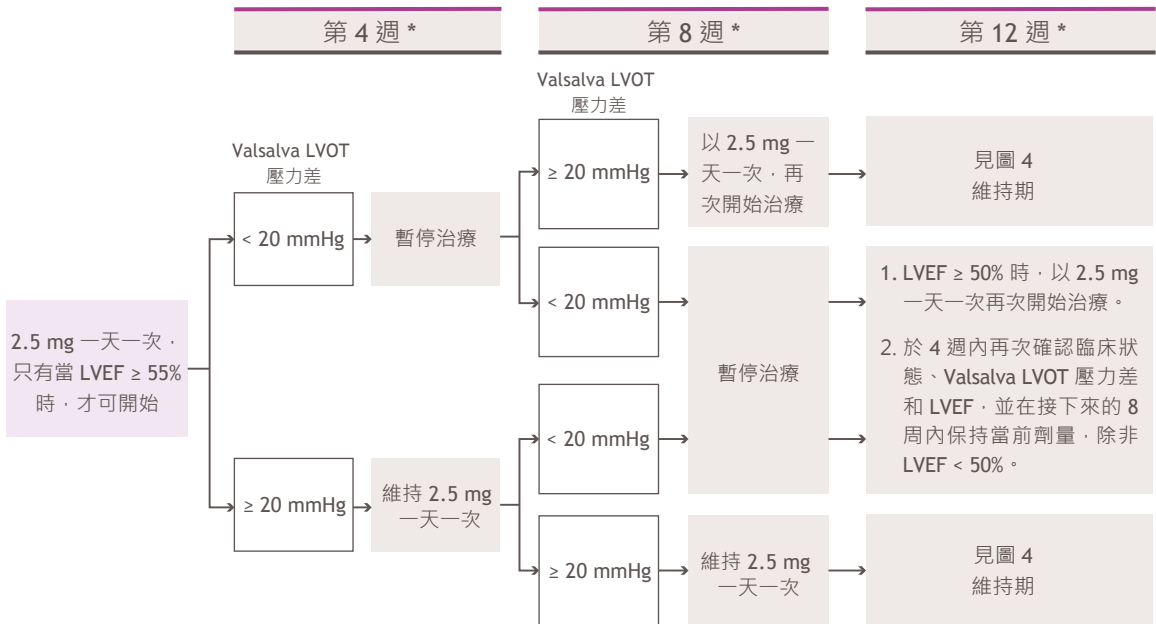 第 4 週 *
第 8 週 *
第 12 週 *
Valsalva LVOT
壓力差
Valsalva LVOT
壓力差
2.5 mg 一天一次，
只有當 LVEF ≥ 55%
時，才可開始
< 20 mmHg
暫停治療
≥ 20 mmHg
以 2.5 mg 一
天一次，再
次開始治療
見圖 4
維持期
< 20 mmHg
暫停治療
1. LVEF ≥ 50% 時，以 2.5 mg
一天一次再次開始治療。
2. 於 4 週內再次確認臨床狀
態、Valsalva LVOT 壓力差
和 LVEF，並在接下來的 8
周內保持當前劑量，除非
LVEF < 50%。
≥ 20 mmHg
維持 2.5 mg
一天一次
< 20 mmHg
≥ 20 mmHg
維持 2.5 mg
一天一次
見圖 4
維持期